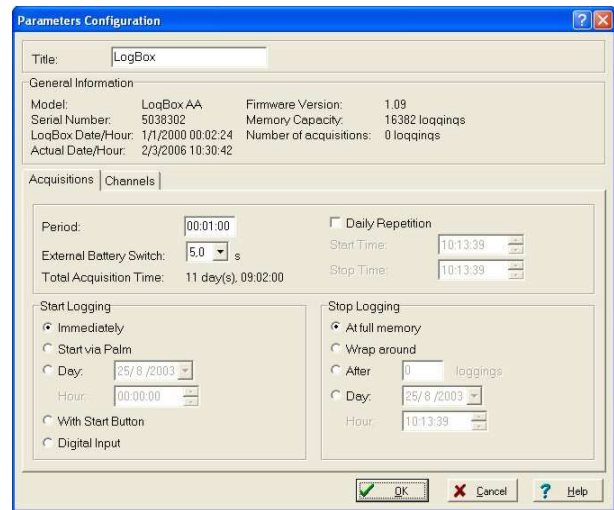 Parameters Configuration
Title: LogBox
General Information
Model: LogBox AA Firmware Version: 1.09
Serial Number: 5038302 Memory Capacity: 16382 loggings
LogBox Date/Hour: 1/1/2000 00:02:24 Number of acquisitions: 0 loggings
Actual Date/Hour: 2/3/2006 10:30:42
Acquisitions Channels
Period: 00:01:00 Daily Repetition
External Battery Switch: 5,0 s Start Time: 10:13:39
Total Acquisition Time: 11 day(s), 09:02:00 Stop Time: 10:13:39
Start Logging
Immediately
Start via Palm
Day: 25/ 8 /2003
Hour: 00:00:00
With Start Button
Digital Input
Stop Logging
At full memory
Wrap around
After 0 loggings
Day: 25/ 8 /2003
Hour: 10:13:39
OK Cancel ? Help